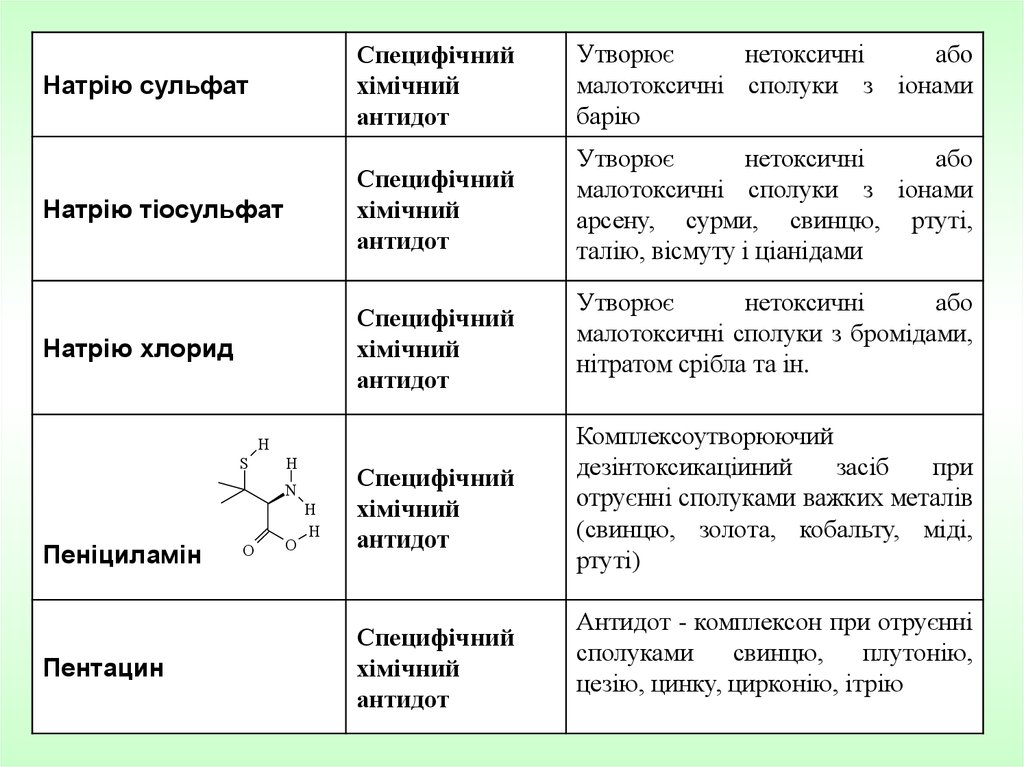 Натрію сульфат
Специфічний
хімічний
антидот
Утворює нетоксичні або
малотоксичні сполуки з іонами
барію
Натрію тіосульфат
Специфічний
хімічний
антидот
Утворює нетоксичні або
малотоксичні сполуки з іонами
арсену, сурми, свинцю, ртуті,
талію, вісмуту і ціанідами
Натрію хлорид
Специфічний
хімічний
антидот
Утворює нетоксичні або
малотоксичні сполуки з бромідами,
нітратом срібла та ін.
Пеніциламін
H
S H
N
H
H
O O
Специфічний
хімічний
антидот
Комплексоутворюючий
дезінтоксикаціиний засіб при
отруєнні сполуками важких металів
(свинцю, золота, кобальту, міді,
ртуті)
Пентацин
Специфічний
хімічний
антидот
Антидот - комплексон при отруєнні
сполуками свинцю, плутонію,
цезію, цинку, цирконію, ітрію